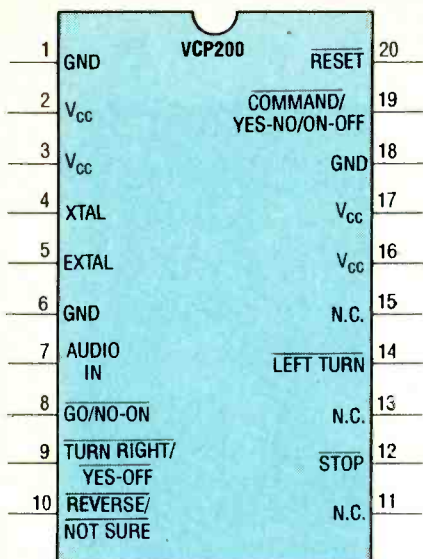 VCP200
1 GND
2 Vcc
3 Vcc
4 XTAL
5 EXTAL
6 GND
7 AUDIO
IN
8 GO/NO-ON
9 TURN RIGHT/
YES-OFF
10 REVERSE/
NOT SURE
RESET 20
COMMAND/ 19
YES-NO/ON-OFF
GND 18
Vcc 17
Vcc 16
N.C. 15
LEFT TURN 14
N.C. 13
STOP 12
N.C. 11